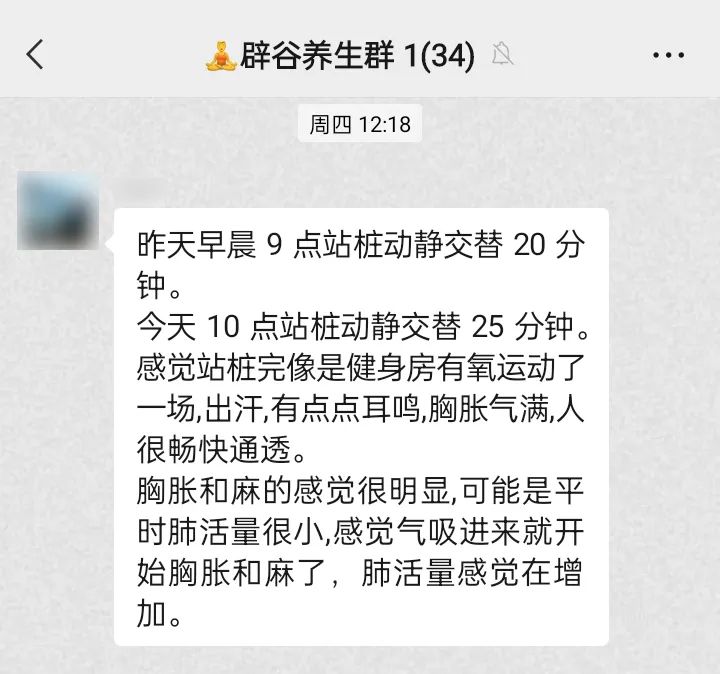 辟谷养生群 1(34)
周四 12:18
昨天早晨 9 点站桩动静交替 20 分
钟。
今天 10 点站桩动静交替 25 分钟。
感觉站桩完像是健身房有氧运动了
一场,出汗,有点点耳鸣,胸胀气满,人
很畅快通透。
胸胀和麻的感觉很明显,可能是平
时肺活量很小,感觉气吸进来就开
始胸胀和麻了，肺活量感觉在增
加。